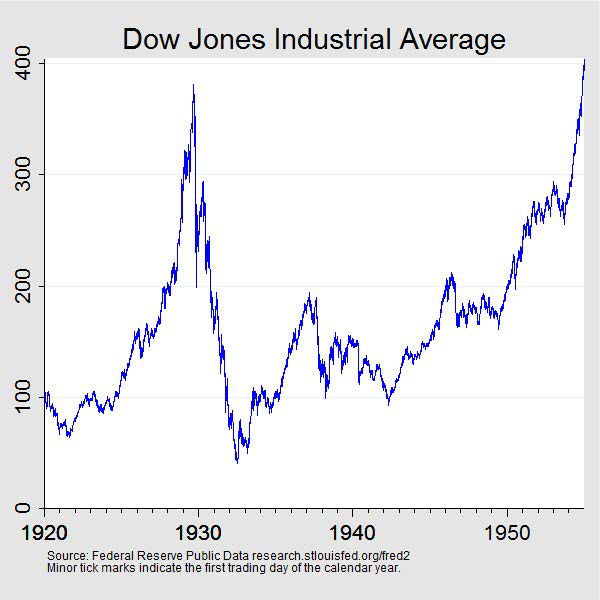 Dow Jones Industrial Average
400
300
200
100
0
1920 1930 1940 1950
Source: Federal Reserve Public Data research.stlouisfed.org/fred2
Minor tick marks indicate the first trading day of the calendar year.